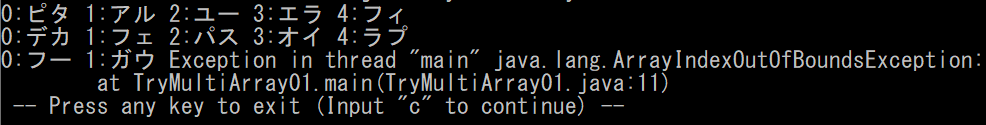 0:ピタ 1:アル 2:ユー 3:エラ 4:フィ
0:デカ 1:フェ 2:パス 3:オイ 4:ラプ
0:フー 1:ガウ Exception in thread "main" java.lang.ArrayIndexOutOfBoundsException:
at TryMultiArray01.main(TryMultiArray01.java:11)
-- Press any key to exit (Input "c" to continue) --